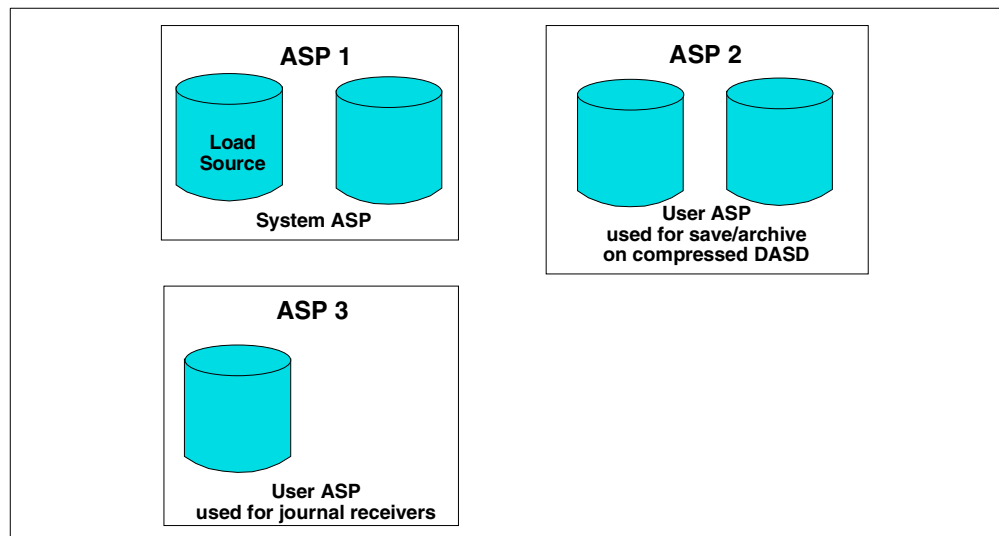 ASP 1
Load
Source
System ASP
ASP 2
User ASP
used for save/archive
on compressed DASD
ASP 3
User ASP
used for journal receivers